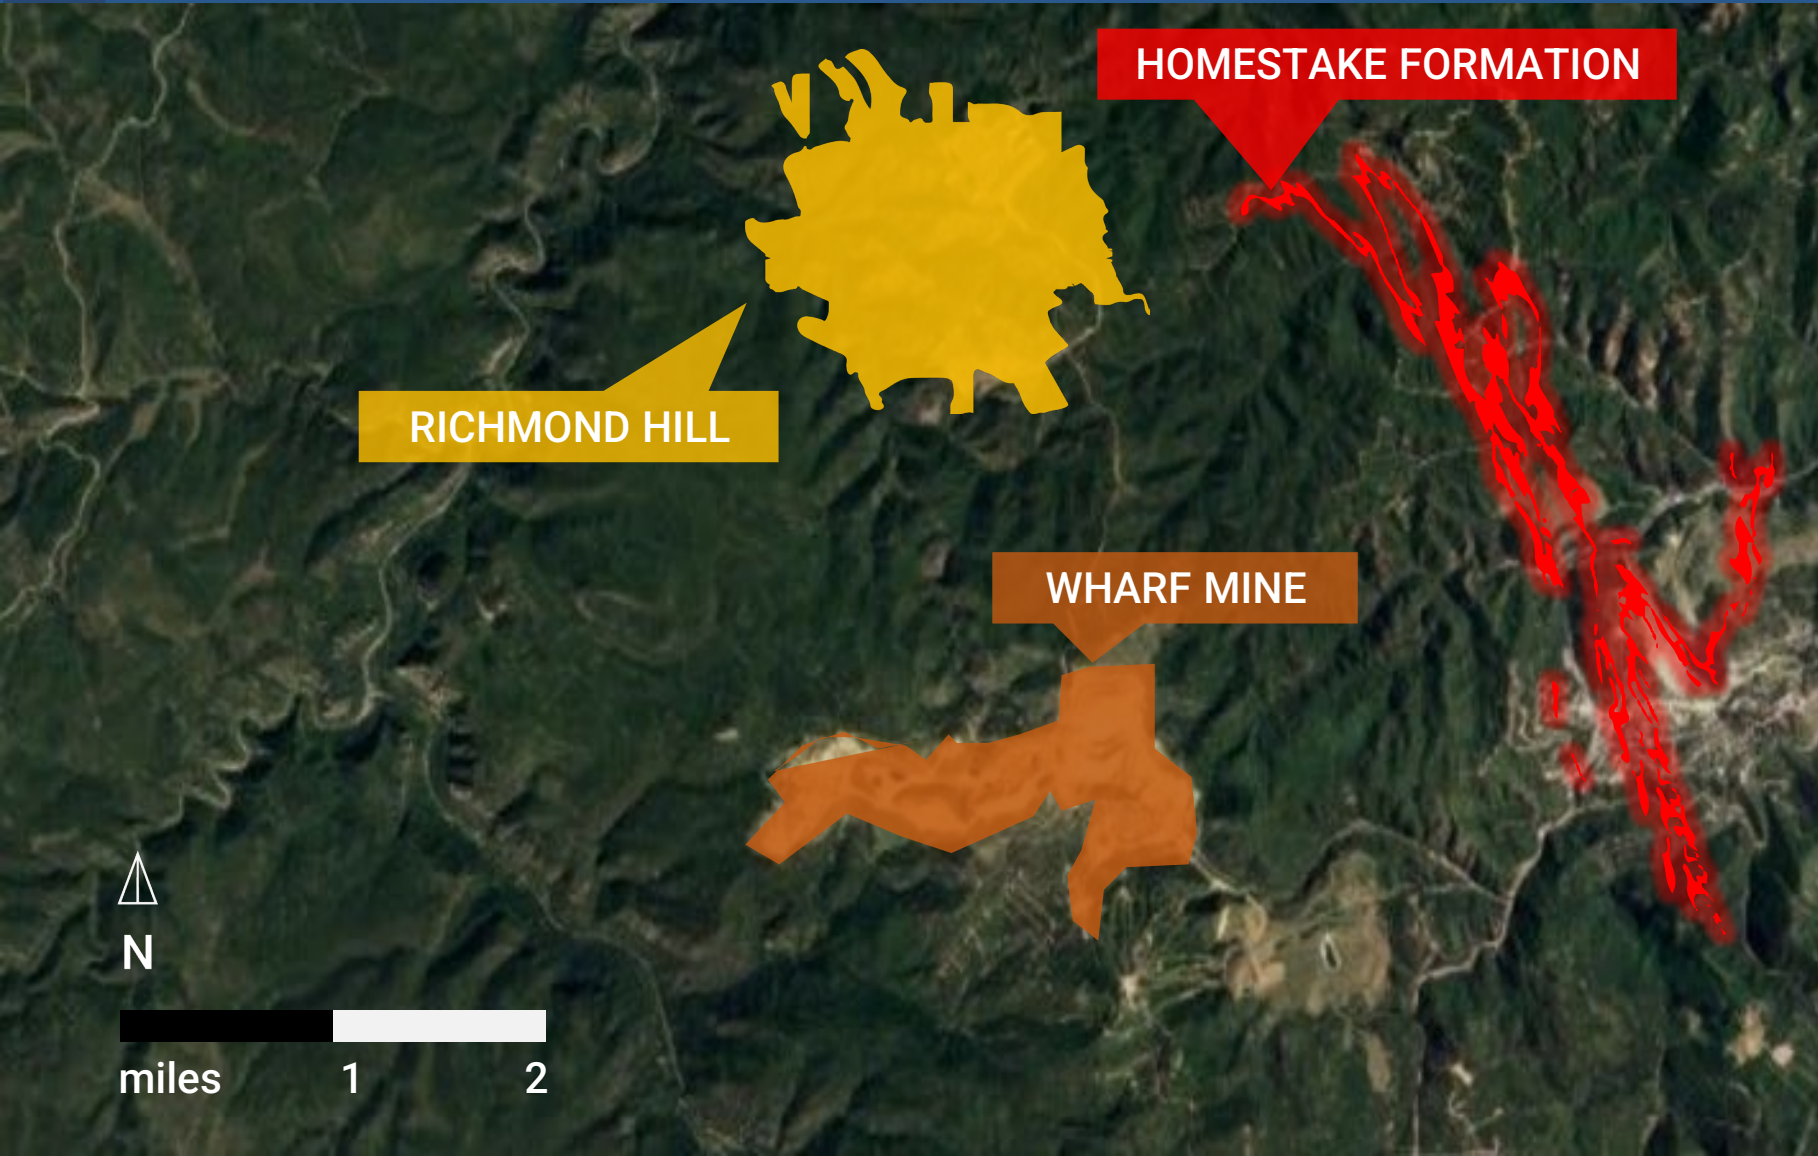 HOMESTAKE FORMATION
RICHMOND HILL
WHARF MINE
N
miles 1 2